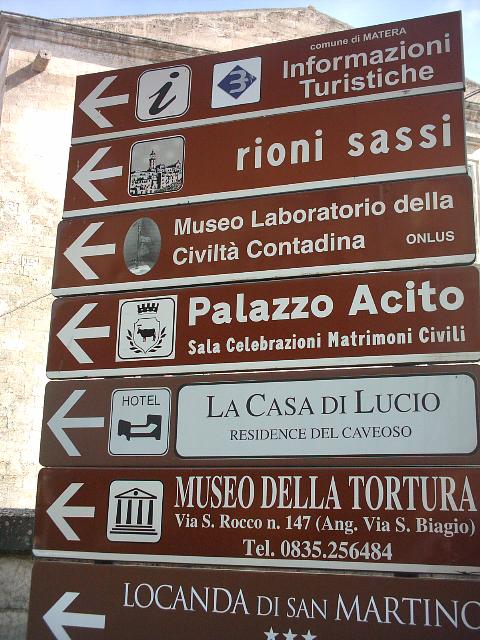 comune di MATERA
i
3
Informazioni
Turistiche
rioni sassi
Museo Laboratorio della
Civiltà Contadina ONLUS
Palazzo Acito
Sala Celebrazioni Matrimoni Civili
HOTEL
LA CASA DI LUCIO
RESIDENCE DEL CAVEOSO
MUSEO DELLA TORTURA
Via S. Rocco n. 147 (Ang. Via S. Biagio)
Tel. 0835.256484
LOCANDA DI SAN MARTINO